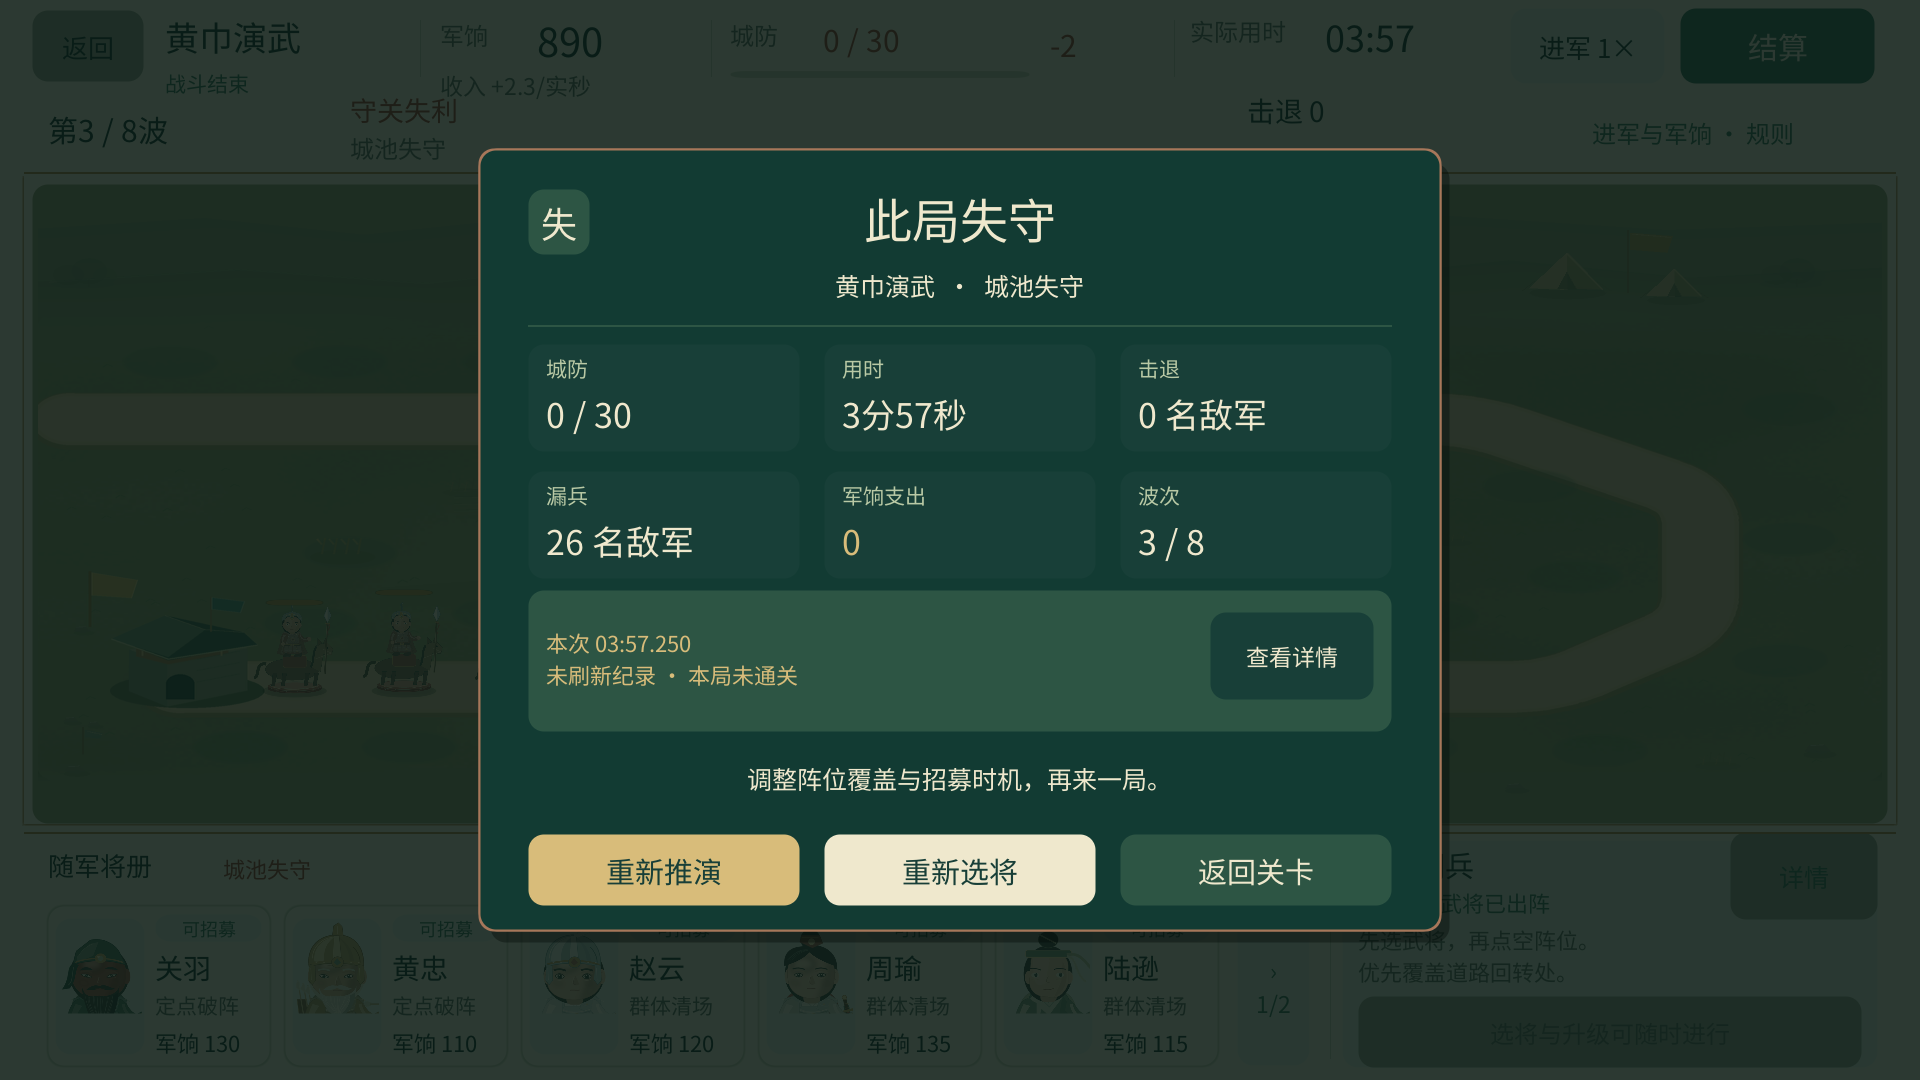 返回
黄巾演武
战斗结束
军饷
890
收入 +2.3/实秒
城防
0 / 30
-2
实际用时
03:57
进军 1×
结算
第3 / 8波
守关失利
城池失守
击退 0
进军与军饷 · 规则
失
此局失守
黄巾演武 · 城池失守
城防
0 / 30
用时
3分57秒
击退
0 名敌军
漏兵
26 名敌军
军饷支出
0
波次
3 / 8
本次 03:57.250
未刷新纪录 · 本局未通关
查看详情
调整阵位覆盖与招募时机，再来一局。
重新推演
重新选将
返回关卡
随军将册
城池失守
可招募
关羽
定点破阵
军饷 130
可招募
黄忠
定点破阵
军饷 110
可招募
赵云
群体清场
军饷 120
可招募
周瑜
群体清场
军饷 135
可招募
陆逊
群体清场
军饷 115
›
1/2
兵
武将已出阵
先选武将，再点空阵位。
优先覆盖道路回转处。
详情
选将与升级可随时进行